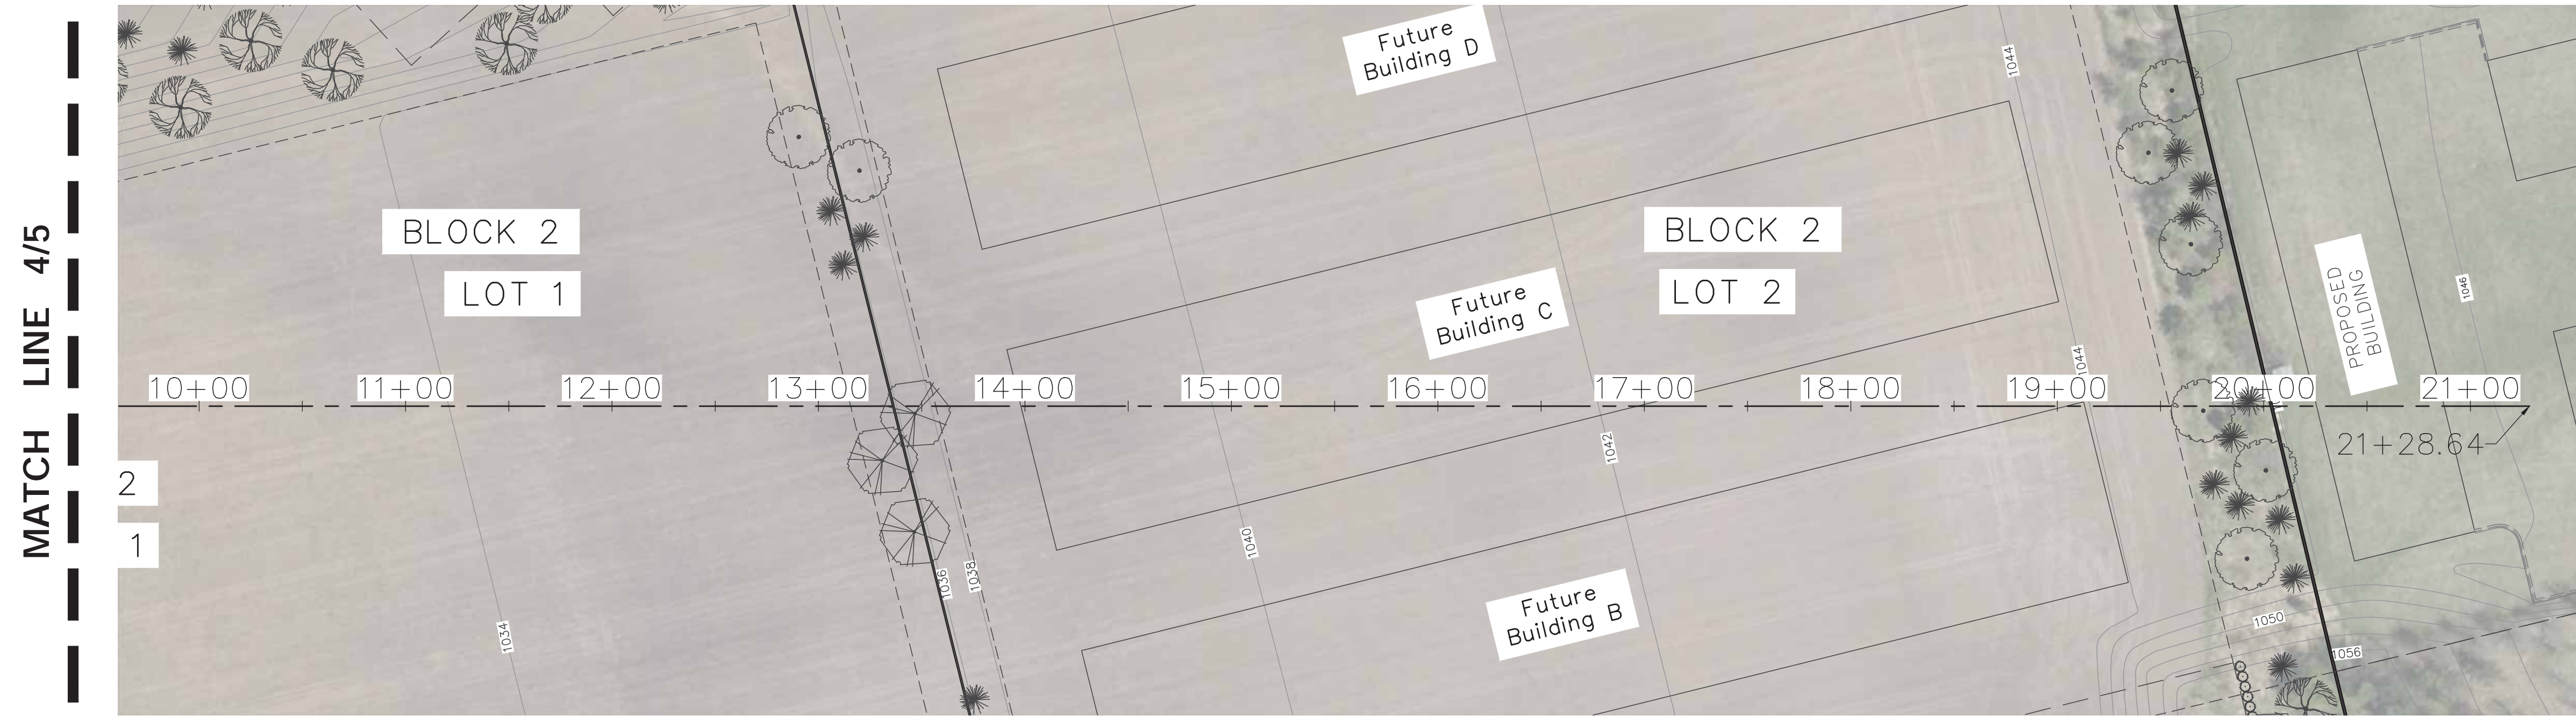 MATCH LINE 4/5
Future
Building D
1044
BLOCK 2
LOT 1
BLOCK 2
LOT 2
Future
Building C
PROPOSED
BUILDING
1046
1044
10+00 11+00 12+00 13+00 14+00 15+00 16+00 17+00 18+00 19+00 20+00 21+00
21+28.64
1042
2
1
1040
1036
1038
1034
Future
Building B
1050
1056